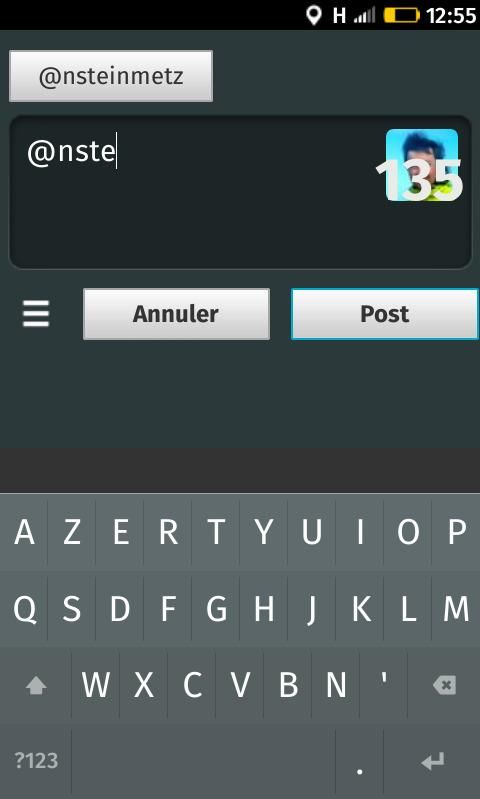 H 12:55
@nsteinmetz
@nste
135
Annuler Post
A Z E R T Y U I O P
Q S D F G H J K L M
W X C V B N '
?123 .